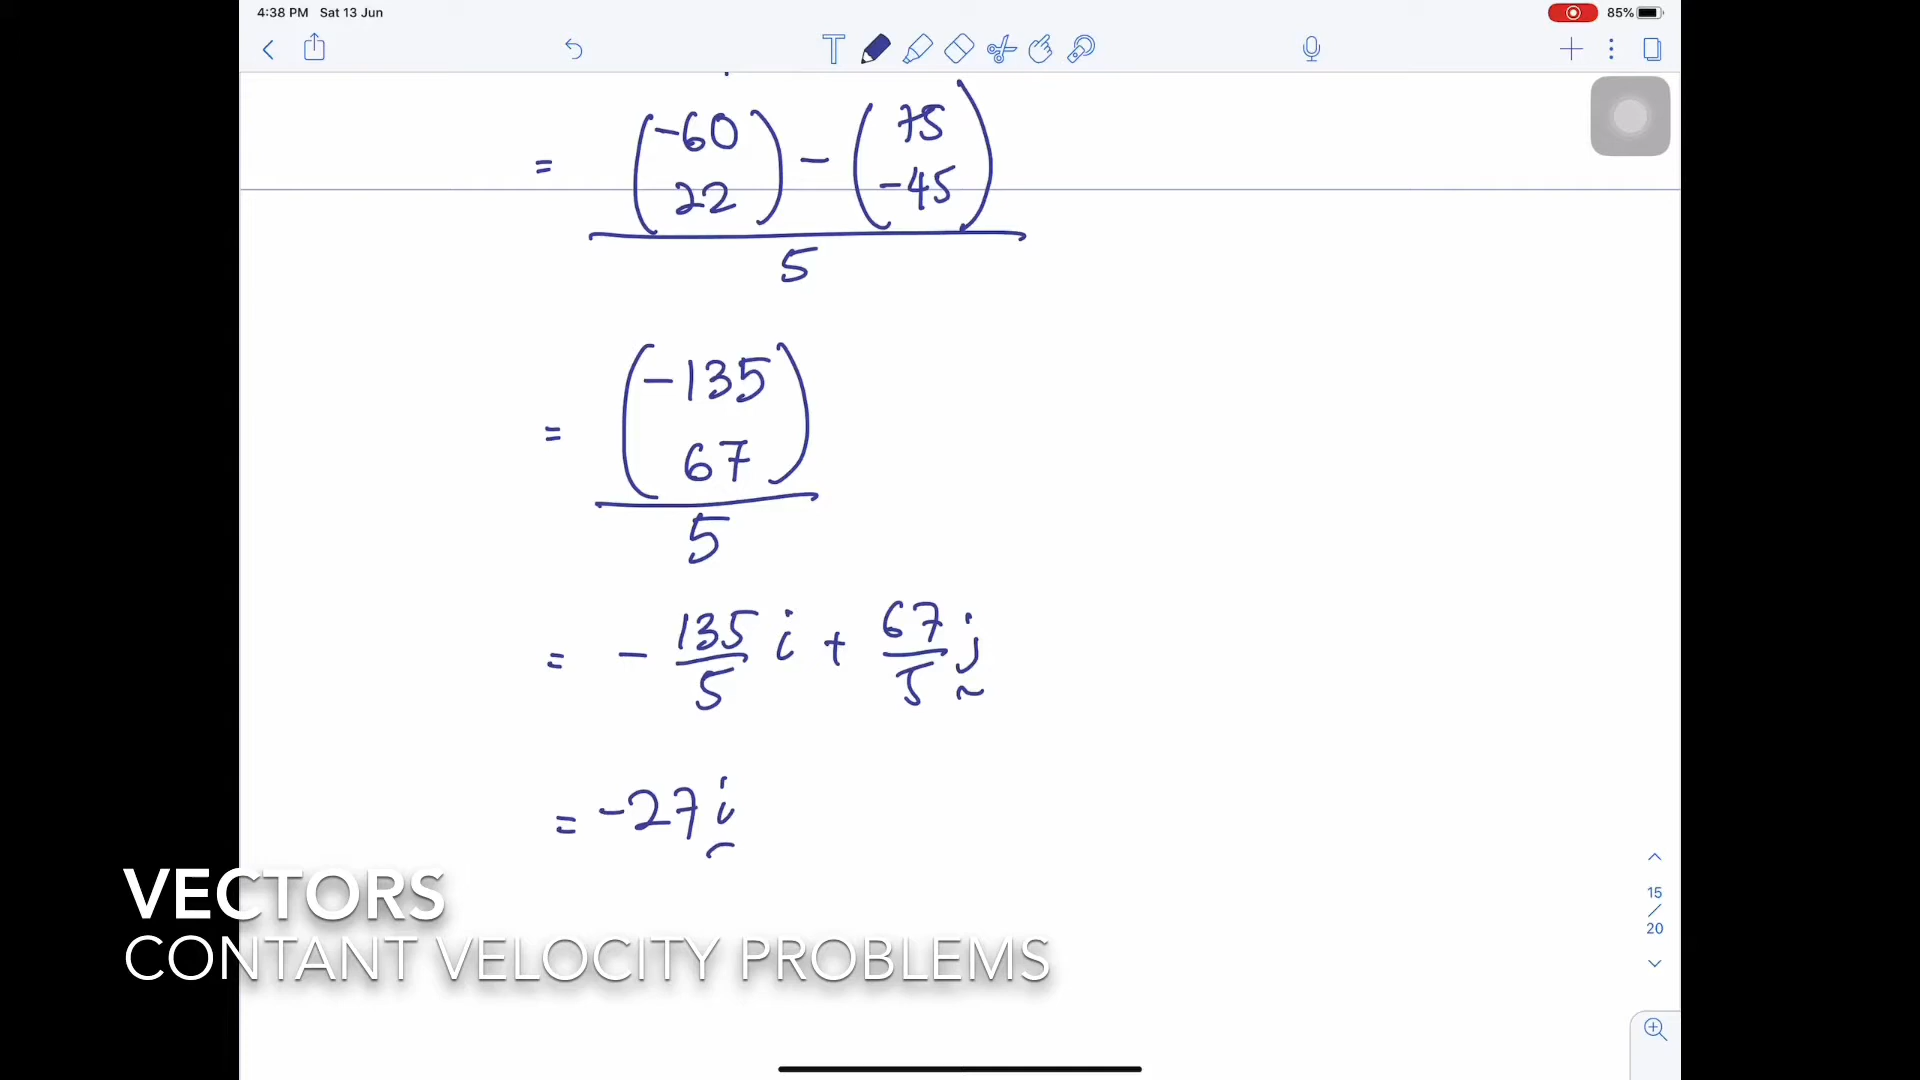 4:38 PM Sat 13 Jun
85%
T
= (-60 22) - (75 -45)
5
= (-135 67)
5
= - 135/5 i + 67/5 j
= -27 i
VECTORS
CONTANT VELOCITY PROBLEMS
15
/
20